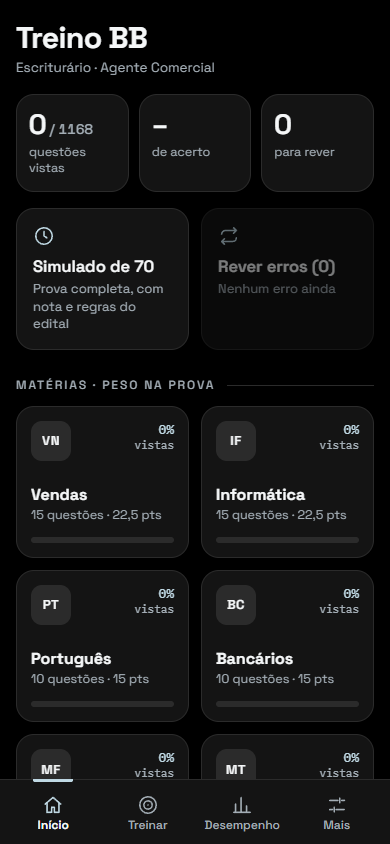 Treino BB
Escriturário · Agente Comercial
0 / 1168
questões
vistas
–
de acerto
0
para rever
Simulado de 70
Prova completa, com
nota e regras do
edital
Rever erros (0)
Nenhum erro ainda
MATÉRIAS · PESO NA PROVA
VN
0%
vistas
Vendas
15 questões · 22,5 pts
IF
0%
vistas
Informática
15 questões · 22,5 pts
PT
0%
vistas
Português
10 questões · 15 pts
BC
0%
vistas
Bancários
10 questões · 15 pts
MF
0%
vistas
MT
0%
vistas
Início
Treinar
Desempenho
Mais